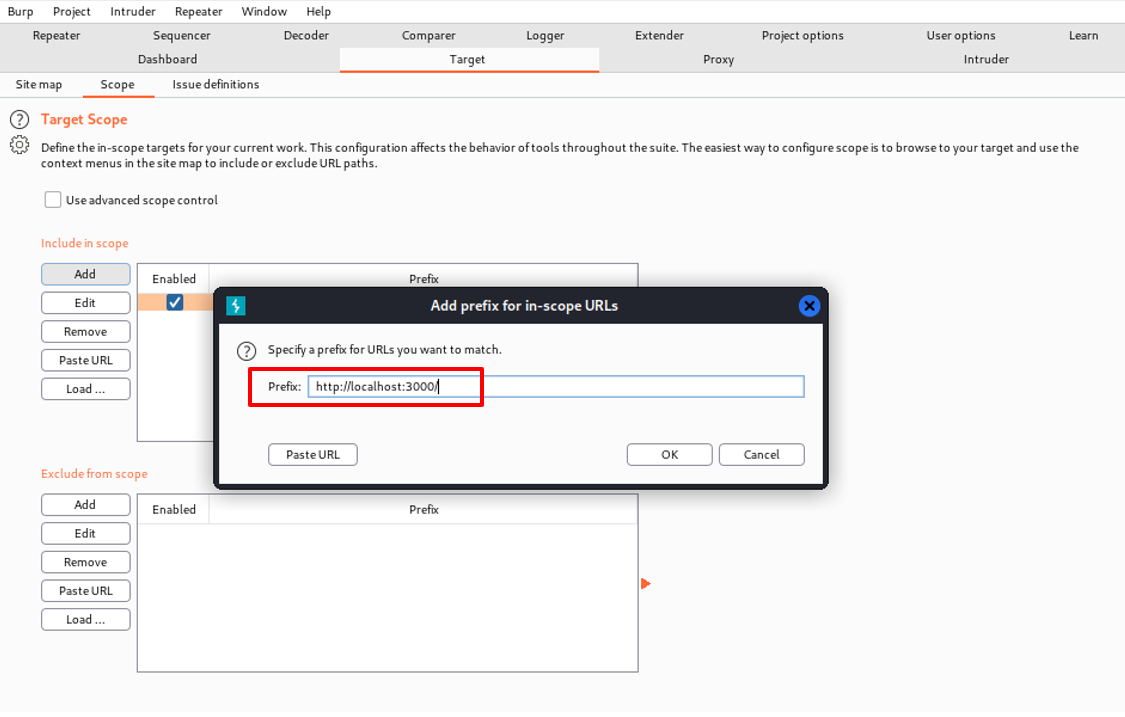 Burp Project Intruder Repeater Window Help
Repeater Sequencer Decoder Comparer Logger Extender Project options User options Learn
Dashboard Target Proxy Intruder
Site map Scope Issue definitions
Target Scope
Define the in-scope targets for your current work. This configuration affects the behavior of tools throughout the suite. The easiest way to configure scope is to browse to your target and use the
context menus in the site map to include or exclude URL paths.
Use advanced scope control
Include in scope
Add
Edit
Remove
Paste URL
Load ...
Enabled Prefix
Add prefix for in-scope URLs
Specify a prefix for URLs you want to match.
Prefix: http://localhost:3000/
Paste URL OK Cancel
Exclude from scope
Add
Edit
Remove
Paste URL
Load ...
Enabled Prefix